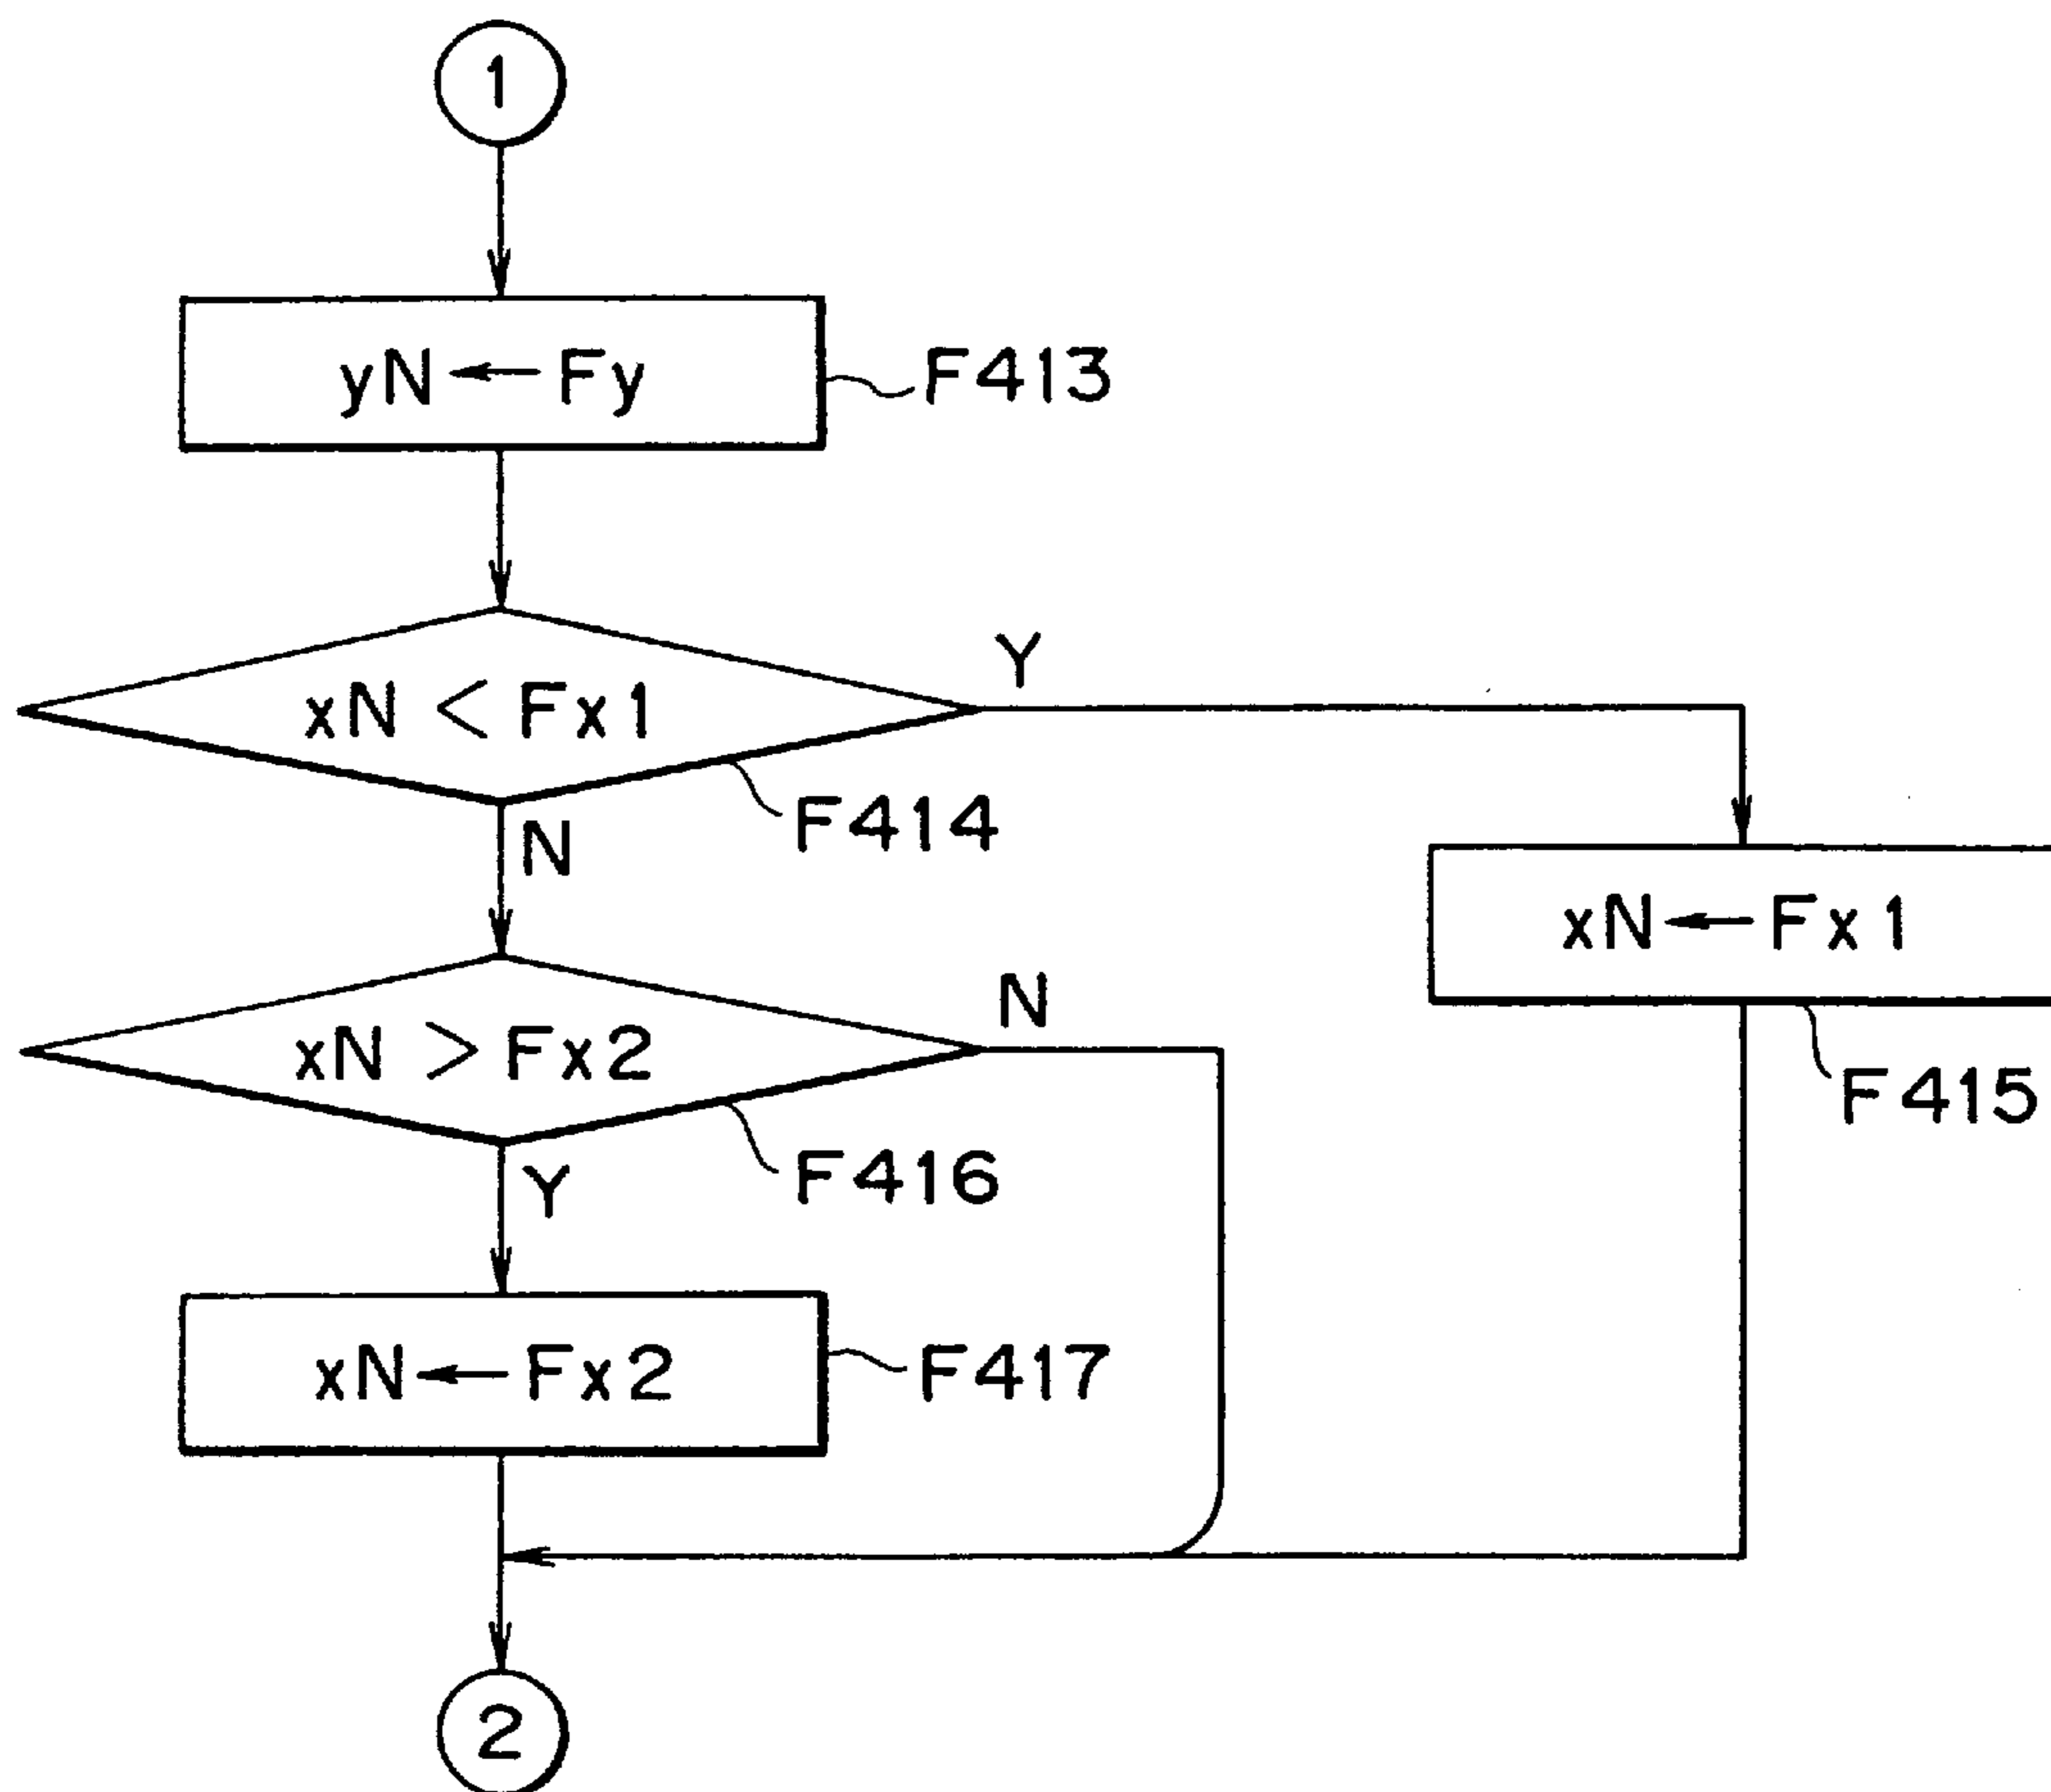 1
yN ← Fy
F413
xN < Fx1
Y
F414
N
xN ← Fx1
F415
xN > Fx2
N
F416
Y
xN ← Fx2
F417
2